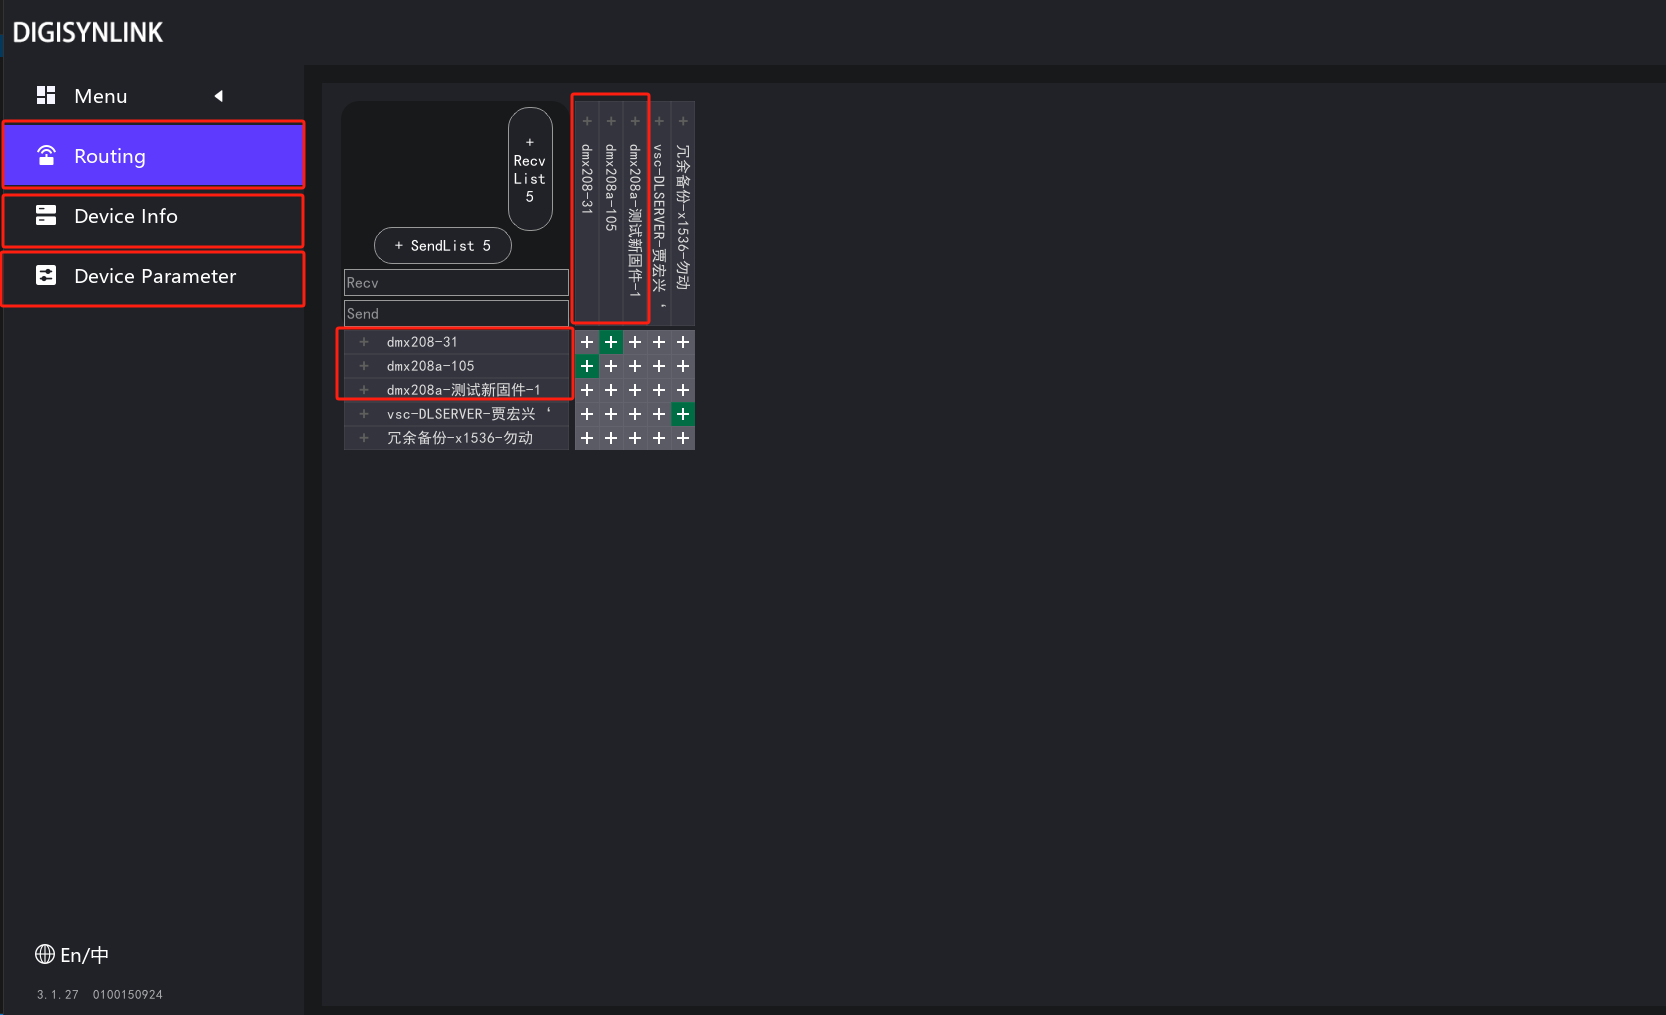 DIGISYNLINK
Menu
Routing
Device Info
Device Parameter
+
Recv
List
5
+ SendList 5
Recv
Send
+ dmx208-31
+ dmx208a-105
+ dmx208a-测试新固件-1
+ vsc-DLSERVER-贾宏兴‘
+ 冗余备份-x1536-勿动
+ dmx208-31
+ dmx208a-105
+ dmx208a-测试新固件-1
+ vsc-DLSERVER-贾宏兴‘
+ 冗余备份-x1536-勿动
+ + + + +
+ + + + +
+ + + + +
+ + + + +
+ + + + +
En/中
3.1.27 0100150924